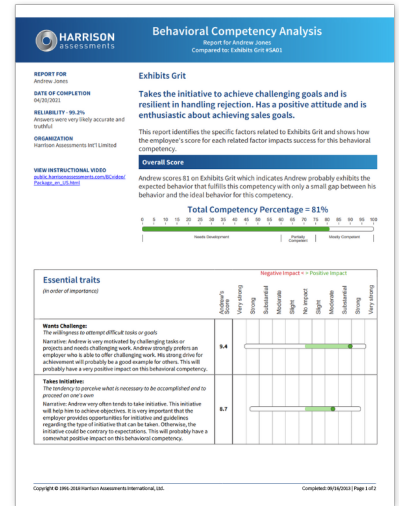 HARRISON
assessments
Behavioral Competency Analysis
Report for Andrew Jones
Compared to: Exhibits Grit #SA01
REPORT FOR
Andrew Jones
DATE OF COMPLETION
04/20/2021
RELIABILITY - 99.2%
Answers were very likely accurate and
truthful
ORGANIZATION
Harrison Assessments Int'l Limited
VIEW INSTRUCTIONAL VIDEO
public.harrisonassessments.com/BCvideo/
Package_en_US.html
Exhibits Grit
Takes the initiative to achieve challenging goals and is
resilient in handling rejection. Has a positive attitude and is
enthusiastic about achieving sales goals.
This report identifies the specific factors related to Exhibits Grit and shows how
the employee's score for each related factor impacts success for this behavioral
competency.
Overall Score
Andrew scores 81 on Exhibits Grit which indicates Andrew probably exhibits the
expected behavior that fulfills this competency with only a small gap between his
behavior and the ideal behavior for this competency.
Total Competency Percentage = 81%
0 5 10 15 20 25 30 35 40 45 50 55 60 65 70 75 80 85 90 95 100
Needs Development
Partially
Competent
Mostly Competent
Essential traits
(in order of importance)
Negative Impact < > Positive Impact
Andrew's
Score
Very strong
Strong
Substantial
Moderate
Slight
No impact
Slight
Moderate
Substantial
Strong
Very strong
Wants Challenge:
The willingness to attempt difficult tasks or goals
Narrative: Andrew is very motivated by challenging tasks or
projects and needs challenging work. Andrew strongly prefers an
employer who is able to offer challenging work. His strong drive for
achievement will probably be a good example for others. This will
probably have a very positive impact on this behavioral competency.
9.4
Takes Initiative:
The tendency to perceive what is necessary to be accomplished and to
proceed on one's own
Narrative: Andrew very often tends to take initiative. This initiative
will help him to achieve objectives. It is very important that the
employer provides opportunities for initiative and guidelines
regarding the type of initiative that can be taken. Otherwise, the
initiative could be contrary to expectations. This will probably have a
somewhat positive impact on this behavioral competency.
8.7
Copyright © 1991-2018 Harrison Assessments International, Ltd.
Completed: 09/16/2013 | Page 1 of 2